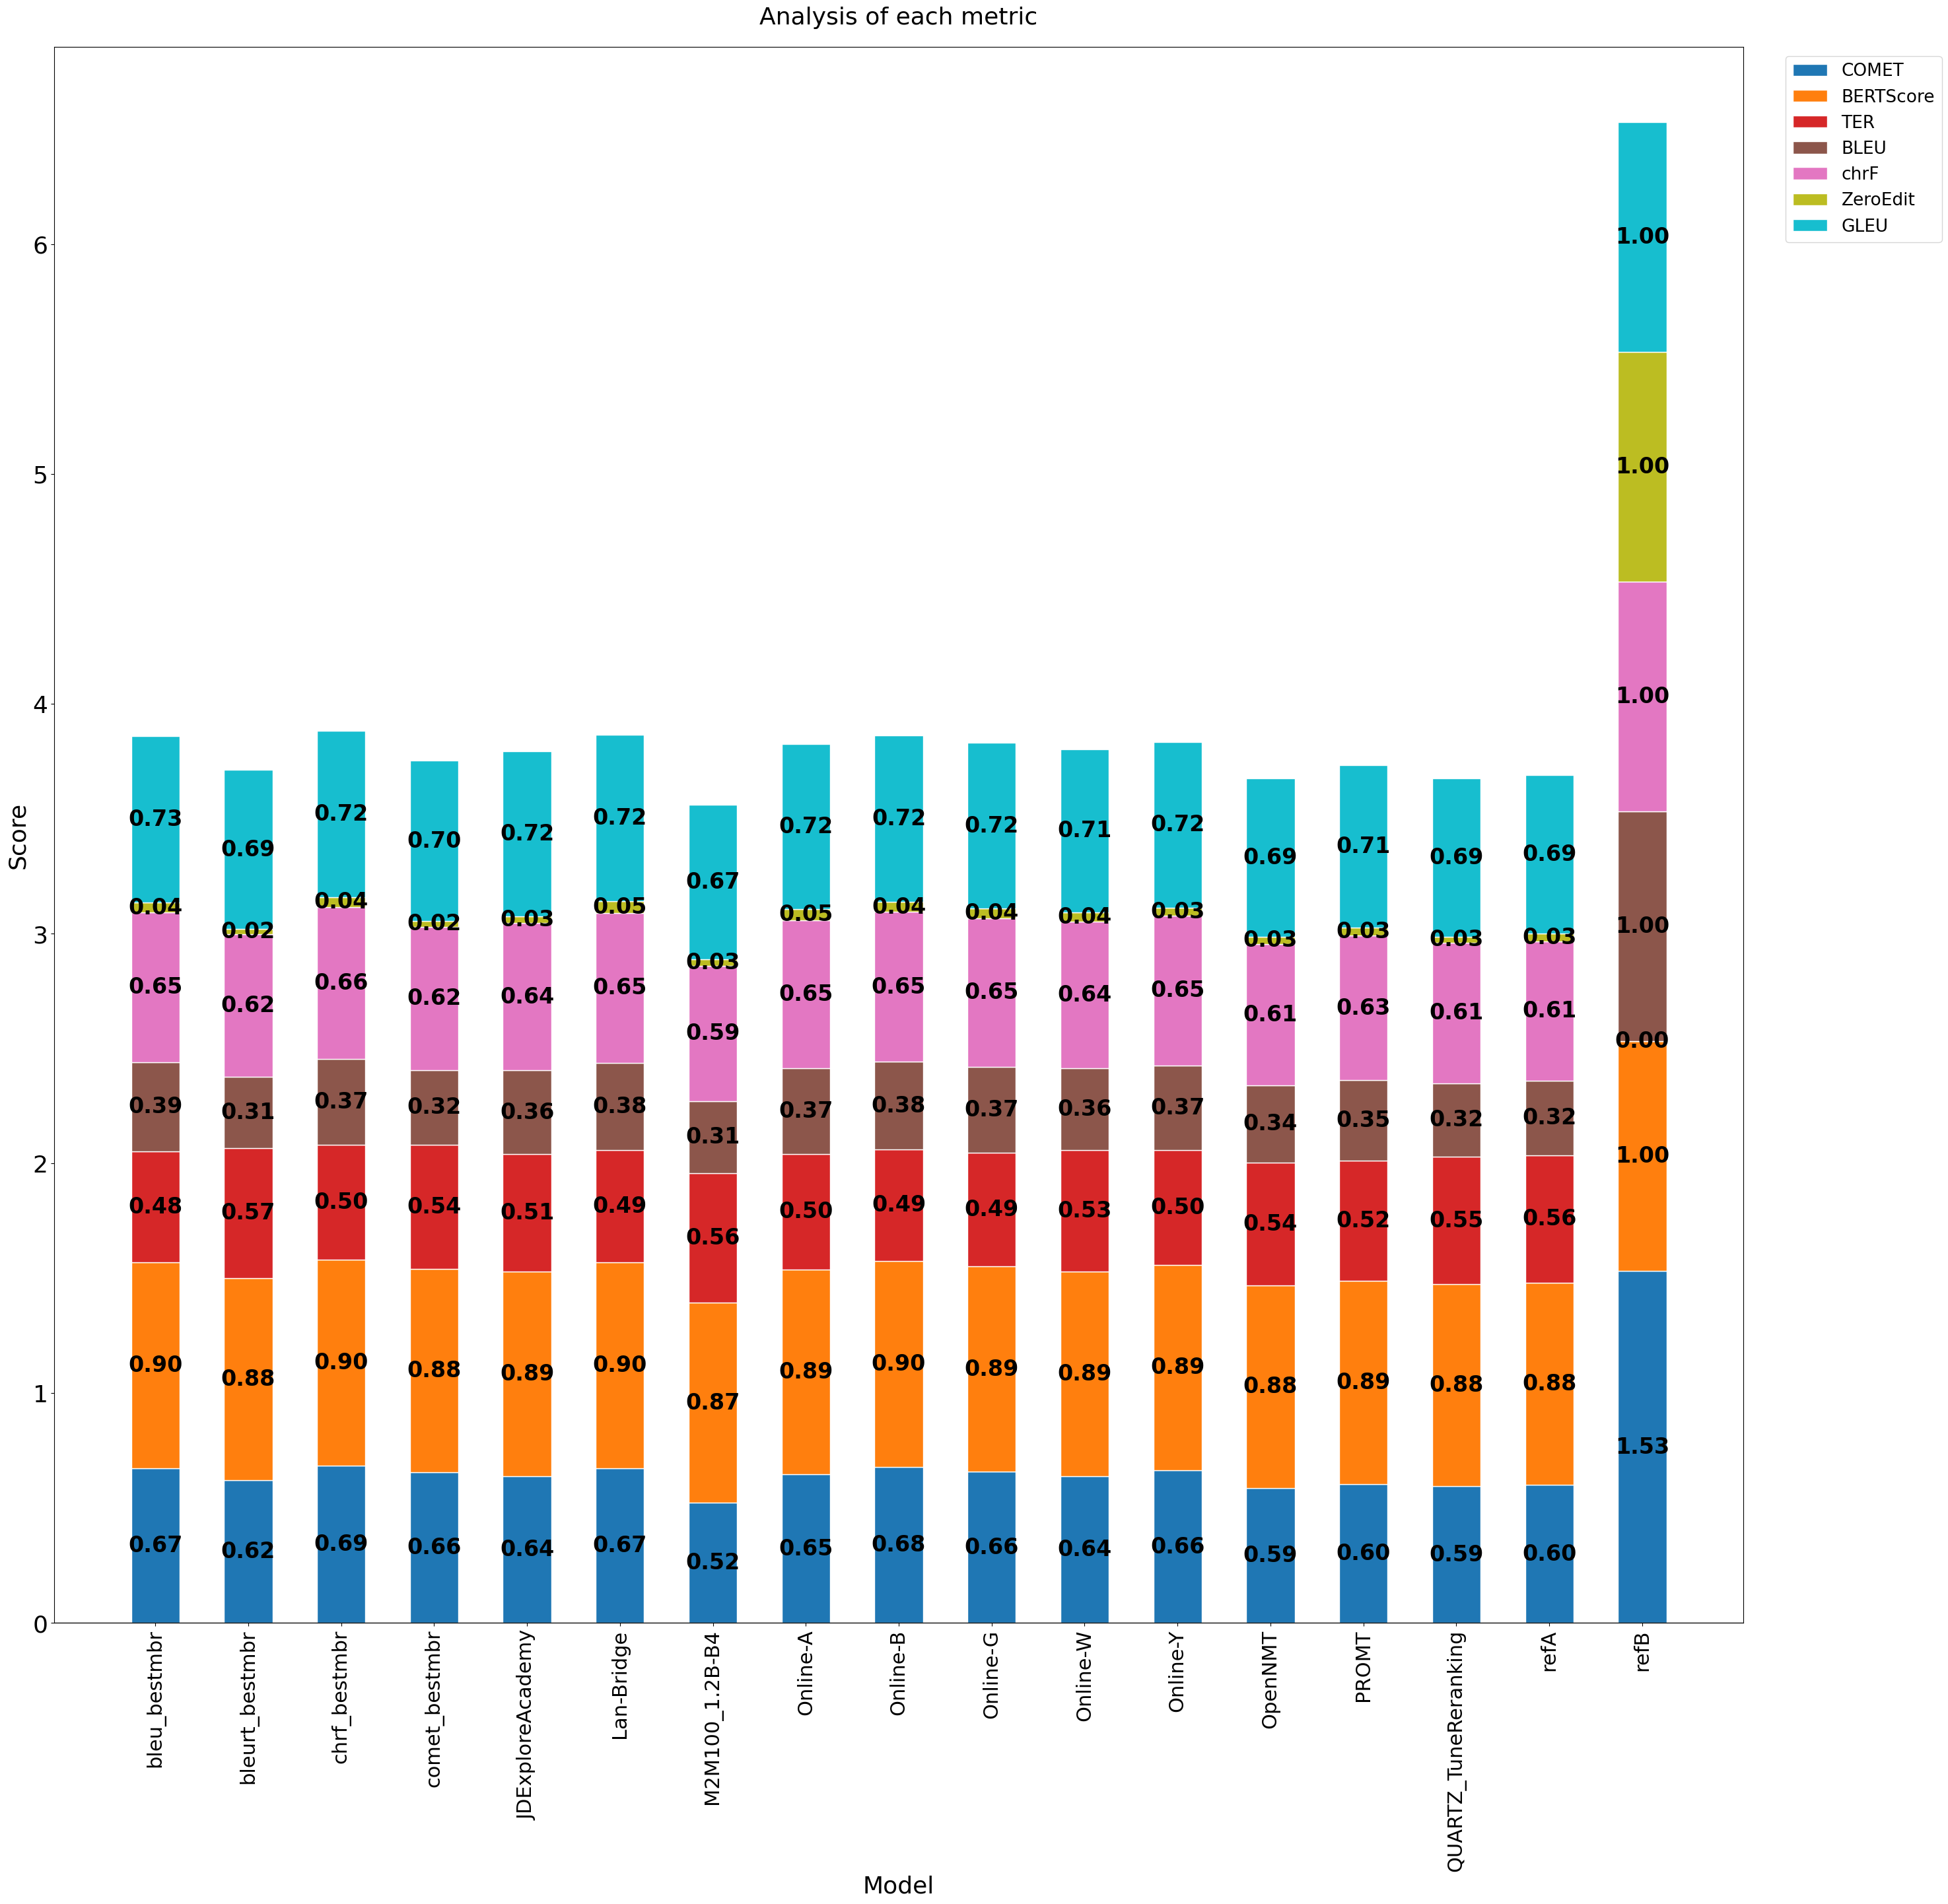 Analysis of each metric
COMET
BERTScore
TER
BLEU
chrF
ZeroEdit
GLEU
Score
6
5
4
3
2
1
0
0.73 0.69 0.72 0.70 0.72 0.72 0.67 0.72 0.72 0.72 0.71 0.72 0.69 0.71 0.69 0.69 1.00
0.04 0.02 0.04 0.02 0.03 0.05 0.03 0.05 0.04 0.04 0.04 0.03 0.03 0.03 0.03 0.03 1.00
0.65 0.62 0.66 0.62 0.64 0.65 0.59 0.65 0.65 0.65 0.64 0.65 0.61 0.63 0.61 0.61 1.00
0.39 0.31 0.37 0.32 0.36 0.38 0.31 0.37 0.38 0.37 0.36 0.37 0.34 0.35 0.32 0.32 1.00
0.48 0.57 0.50 0.54 0.51 0.49 0.56 0.50 0.49 0.49 0.53 0.50 0.54 0.52 0.55 0.56 0.00
0.90 0.88 0.90 0.88 0.89 0.90 0.87 0.89 0.90 0.89 0.89 0.89 0.88 0.89 0.88 0.88 1.00
0.67 0.62 0.69 0.66 0.64 0.67 0.52 0.65 0.68 0.66 0.64 0.66 0.59 0.60 0.59 0.60 1.53
bleu_bestmbr
bleurt_bestmbr
chrf_bestmbr
comet_bestmbr
JDExploreAcademy
Lan-Bridge
M2M100_1.2B-B4
Online-A
Online-B
Online-G
Online-W
Online-Y
OpenNMT
PROMT
QUARTZ_TuneReranking
refA
refB
Model